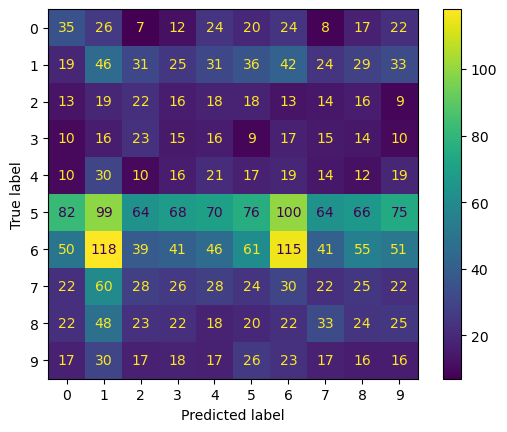 0 35 26 7 12 24 20 24 8 17 22
1 19 46 31 25 31 36 42 24 29 33
2 13 19 22 16 18 18 13 14 16 9
3 10 16 23 15 16 9 17 15 14 10
4 10 30 10 16 21 17 19 14 12 19
5 82 99 64 68 70 76 100 64 66 75
6 50 118 39 41 46 61 115 41 55 51
7 22 60 28 26 28 24 30 22 25 22
8 22 48 23 22 18 20 22 33 24 25
9 17 30 17 18 17 26 23 17 16 16
0 1 2 3 4 5 6 7 8 9
Predicted label
True label
100
80
60
40
20